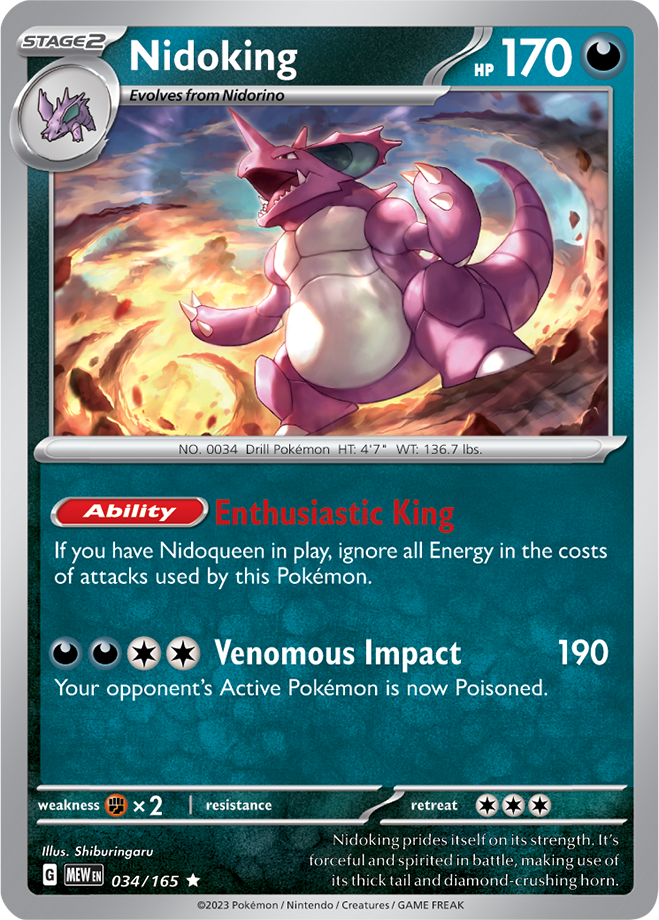 STAGE2
Nidoking
HP 170
Evolves from Nidorino
NO. 0034 Drill Pokémon HT: 4'7" WT: 136.7 lbs.
Ability Enthusiastic King
If you have Nidoqueen in play, ignore all Energy in the costs
of attacks used by this Pokémon.
Venomous Impact 190
Your opponent's Active Pokémon is now Poisoned.
weakness ×2 resistance retreat
Illus. Shiburingaru
Nidoking prides itself on its strength. It's
forceful and spirited in battle, making use of
its thick tail and diamond-crushing horn.
G MEW EN 034/165
©2023 Pokémon / Nintendo / Creatures / GAME FREAK